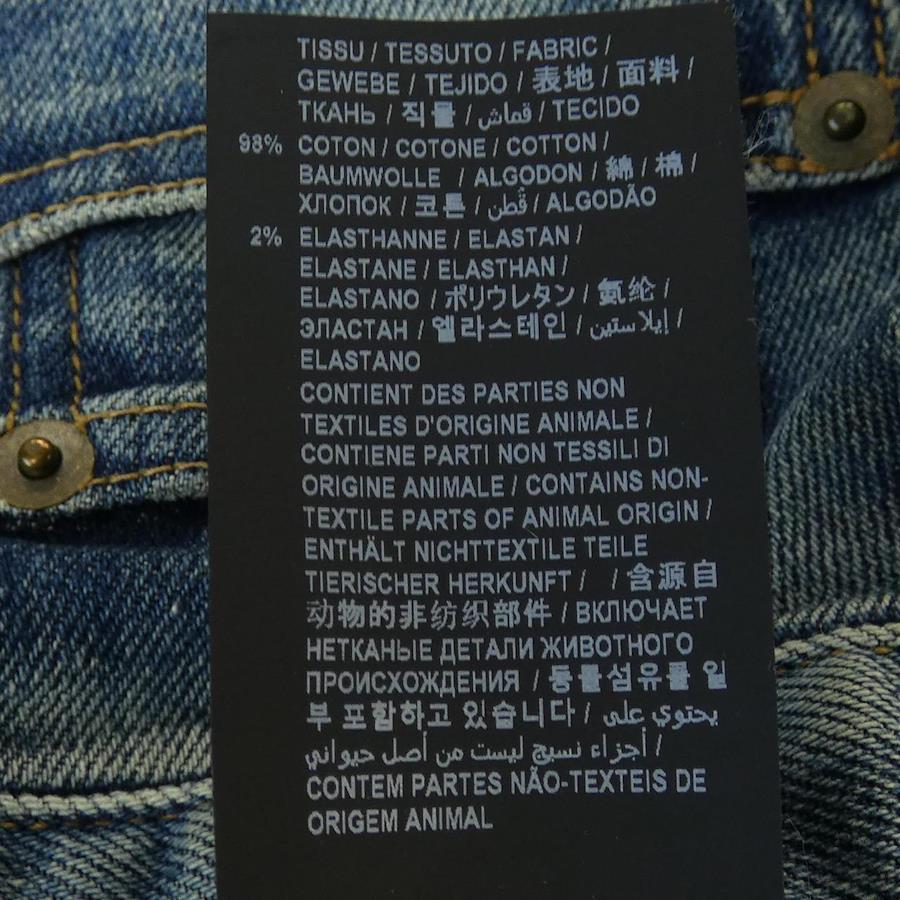 TISSU / TESSUTO / FABRIC /
GEWEBE / TEJIDO / 表地 / 面料 /
ТКАНЬ / 직물 / قماش / TECIDO
98% COTON / COTONE / COTTON /
BAUMWOLLE / ALGODON / 綿 / 棉 /
ХЛОПОК / 코튼 / قُطن / ALGODÃO
2% ELASTHANNE / ELASTAN /
ELASTANE / ELASTHAN /
ELASTANO / ポリウレタン / 氨纶 /
ЭЛАСТАН / 엘라스테인 / إيلاستين /
ELASTANO
CONTIENT DES PARTIES NON
TEXTILES D'ORIGINE ANIMALE /
CONTIENE PARTI NON TESSILI DI
ORIGINE ANIMALE / CONTAINS NON-
TEXTILE PARTS OF ANIMAL ORIGIN /
ENTHÄLT NICHTTEXTILE TEILE
TIERISCHER HERKUNFT / / 含源自
动物的非纺织部件 / ВКЛЮЧАЕТ
НЕТКАНЫЕ ДЕТАЛИ ЖИВОТНОГО
ПРОИСХОЖДЕНИЯ / 동물섬유를 일
부 포함하고 있습니다 / يحتوي على
أجزاء نسيج ليست من أصل حيواني /
CONTEM PARTES NÃO-TEXTEIS DE
ORIGEM ANIMAL